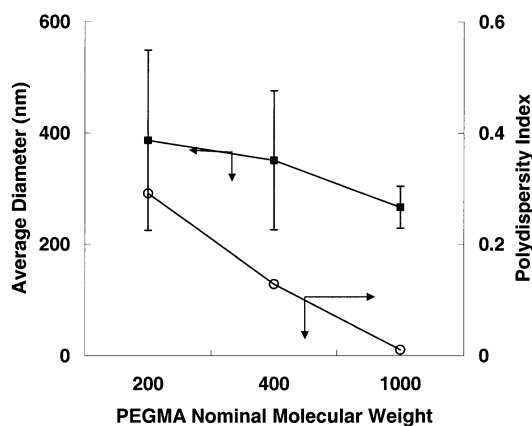 600
400
200
0
Average Diameter (nm)
0.6
0.4
0.2
0
Polydispersity Index
200 400 1000
PEGMA Nominal Molecular Weight